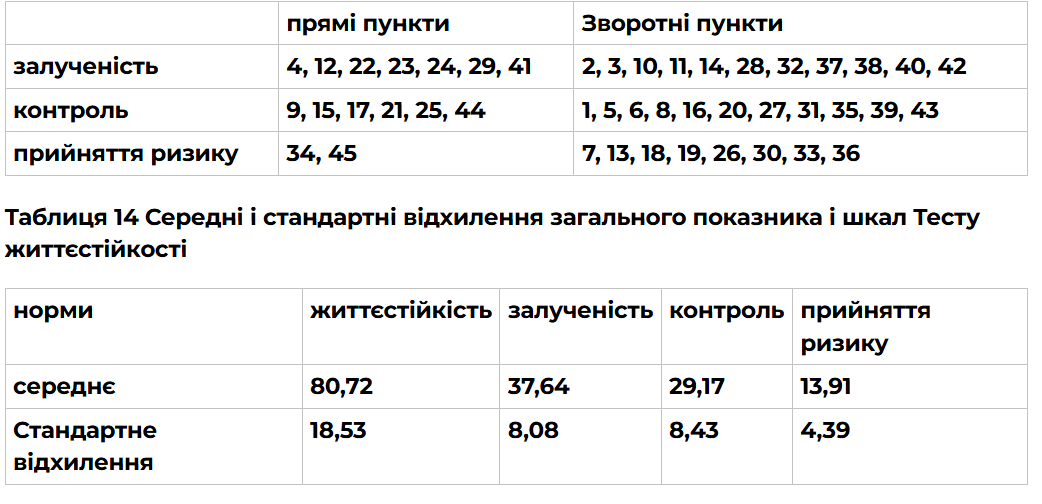 прямі пункти Зворотні пункти
залученість 4, 12, 22, 23, 24, 29, 41 2, 3, 10, 11, 14, 28, 32, 37, 38, 40, 42
контроль 9, 15, 17, 21, 25, 44 1, 5, 6, 8, 16, 20, 27, 31, 35, 39, 43
прийняття ризику 34, 45 7, 13, 18, 19, 26, 30, 33, 36
Таблиця 14 Середні і стандартні відхилення загального показника і шкал Тесту
життєстійкості
норми життєстійкість залученість контроль прийняття
ризику
середнє 80,72 37,64 29,17 13,91
Стандартне 18,53 8,08 8,43 4,39
відхилення